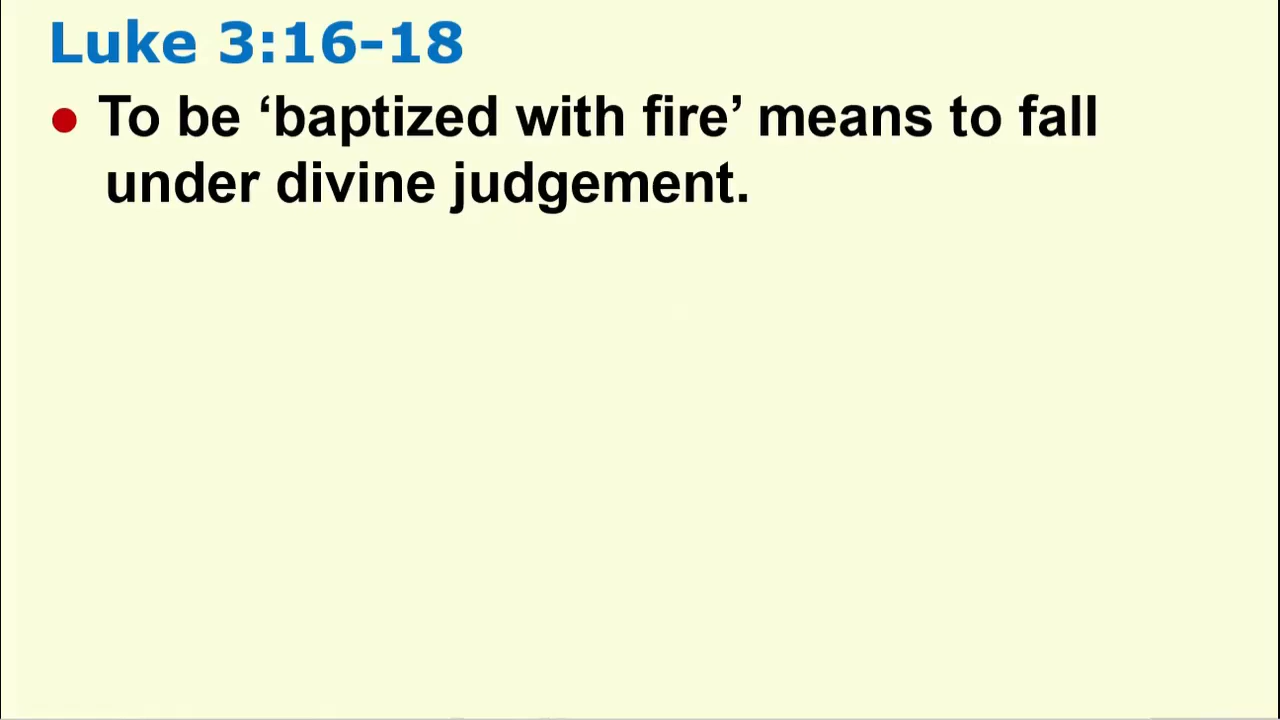 Luke 3:16-18
● To be ‘baptized with fire’ means to fall
under divine judgement.